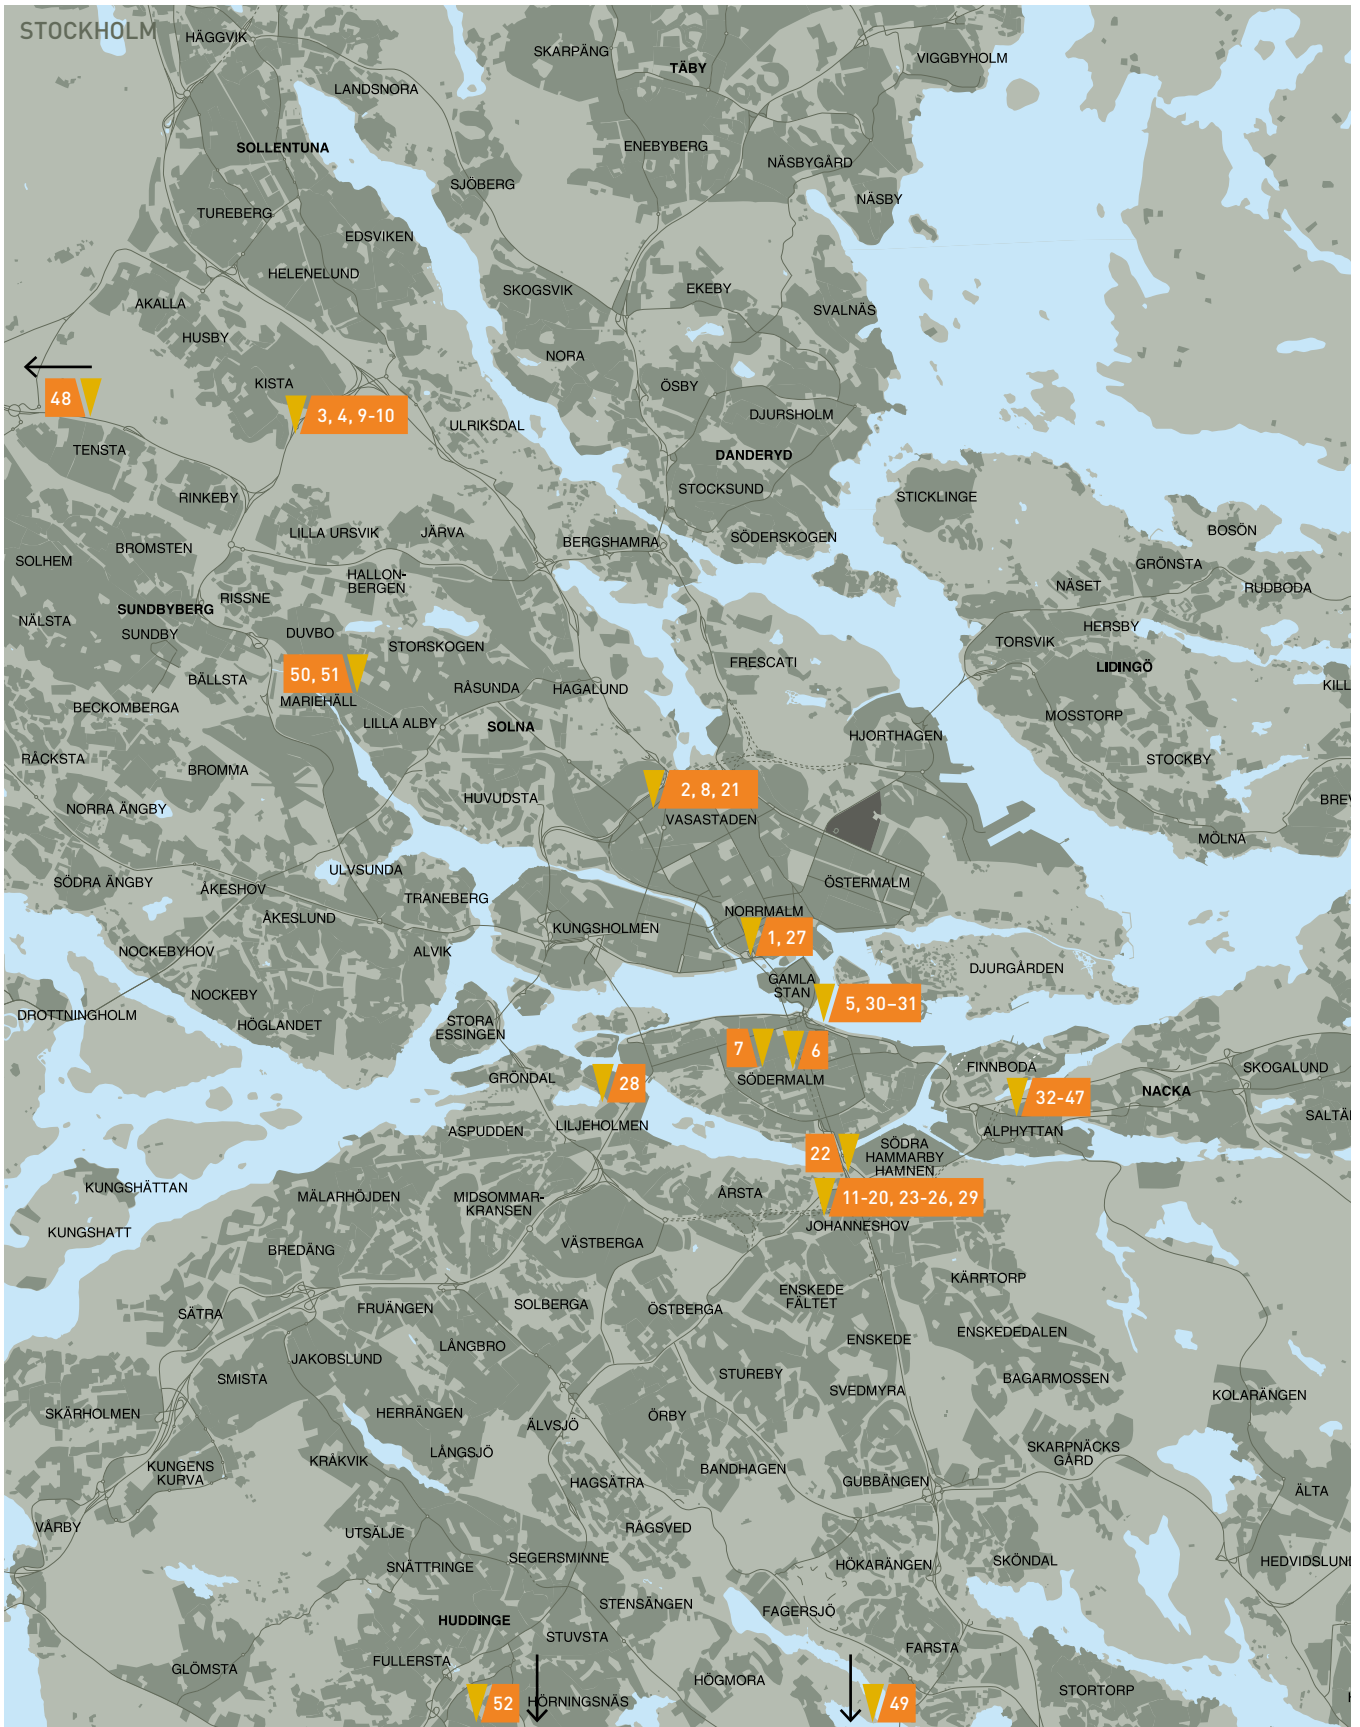 STOCKHOLM
HÄGGVIK
SKARPÄNG
TÄBY
VIGGBYHOLM
LANDSNORA
SOLLENTUNA
ENEBYBERG
NÄSBYGÅRD
SJÖBERG
NÄSBY
TUREBERG
EDSVIKEN
HELENELUND
SKOGSVIK
EKEBY
AKALLA
SVALNÄS
HUSBY
NORA
KISTA
ÖSBY
48
3, 4, 9-10
DJURSHOLM
ULRIKSDAL
TENSTA
DANDERYD
STOCKSUND
RINKEBY
STICKLINGE
LILLA URSVIK
JÄRVA
BERGSHAMRA
SÖDERSKOGEN
BOSÖN
BROMSTEN
SOLHEM
GRÖNSTA
HALLON-
BERGEN
NÄSET
RUDBODA
RISSNE
SUNDBYBERG
NÄLSTA
SUNDBY
DUVBO
HERSBY
STORSKOGEN
TORSVIK
FRESCATI
LIDINGÖ
50, 51
BÄLLSTA
RÅSUNDA
HAGALUND
KILL
MARIEHÄLL
BECKOMBERGA
LILLA ALBY
SOLNA
MOSSTORP
HJORTHAGEN
RÅCKSTA
STOCKBY
BROMMA
2, 8, 21
HUVUDSTA
BREV
NORRA ÄNGBY
VASASTADEN
MÖLNA
ULVSUNDA
SÖDRA ÄNGBY
ÅKESHOV
ÖSTERMALM
TRANEBERG
NORRMALM
ÅKESLUND
KUNGSHOLMEN
1, 27
NOCKEBYHOV
ALVIK
DJURGÅRDEN
GAMLA
STAN
NOCKEBY
5, 30–31
DROTTNINGHOLM
HÖGLANDET
STORA
ESSINGEN
7
6
FINNBODA
SKOGALUND
GRÖNDAL
28
SÖDERMALM
32-47
NACKA
SALTÄ
LILJEHOLMEN
ASPUDDEN
ALPHYTTAN
22
SÖDRA
HAMMARBY
HAMNEN
KUNGSHÄTTAN
MÄLARHÖJDEN
MIDSOMMAR-
KRANSEN
ÅRSTA
11-20, 23-26, 29
KUNGSHATT
JOHANNESHOV
BREDÄNG
VÄSTBERGA
KÄRRTORP
ENSKEDE
FÄLTET
SÄTRA
FRUÄNGEN
SOLBERGA
ÖSTBERGA
ENSKEDE
ENSKEDEDALEN
LÅNGBRO
JAKOBSLUND
SMISTA
STUREBY
BAGARMOSSEN
SVEDMYRA
KOLARÄNGEN
SKÄRHOLMEN
HERRÄNGEN
ÖRBY
ÄLVSJÖ
LÅNGSJÖ
SKARPNÄCKS
GÅRD
KRÅKVIK
KUNGENS
KURVA
BANDHAGEN
HAGSÄTRA
GUBBÄNGEN
ÄLTA
VÅRBY
UTSÄLJE
RÅGSVED
SEGERSMINNE
SNÄTTRINGE
HÖKARÄNGEN
SKÖNDAL
HEDVIDSLUND
STENSÄNGEN
FAGERSJÖ
HUDDINGE
STUVSTA
FARSTA
FULLERSTA
GLÖMSTA
HÖGMORA
STORTORP
52
HÖRNINGSNÄS
49